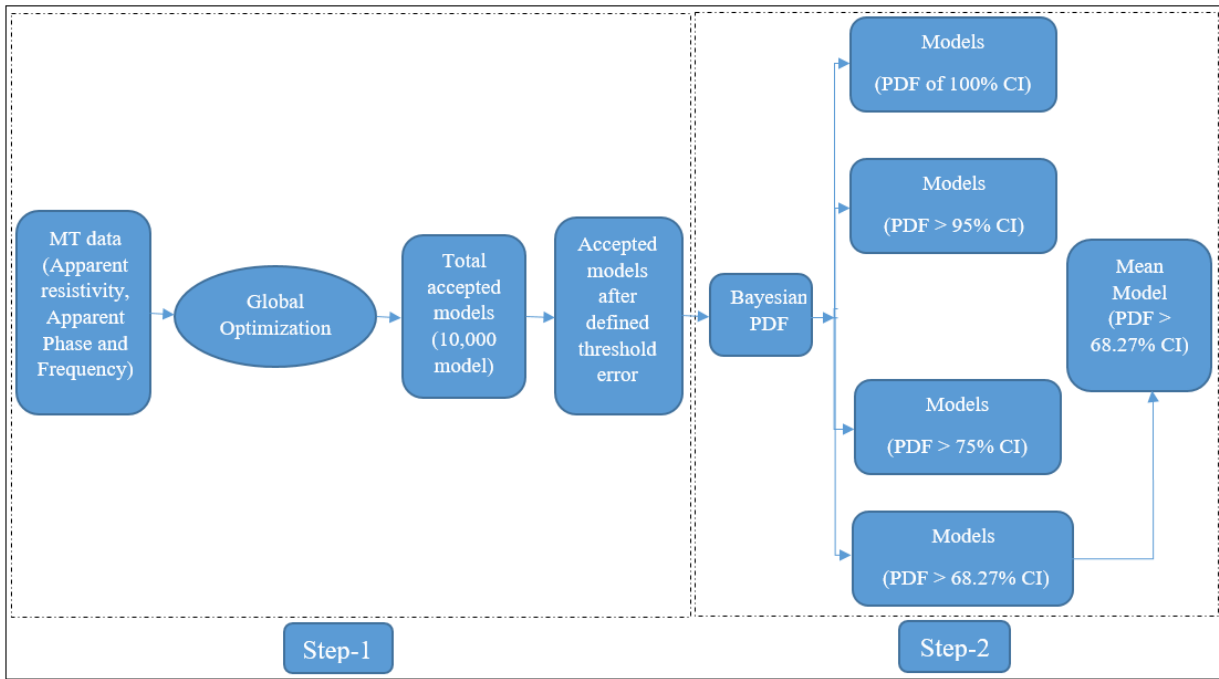 MT data
(Apparent
resistivity,
Apparent
Phase and
Frequency)
Global
Optimization
Total
accepted
models
(10,000
model)
Accepted
models
after
defined
threshold
error
Step-1
Bayesian
PDF
Models
(PDF of 100% CI)
Models
(PDF > 95% CI)
Models
(PDF > 75% CI)
Models
(PDF > 68.27% CI)
Mean
Model
(PDF >
68.27% CI)
Step-2